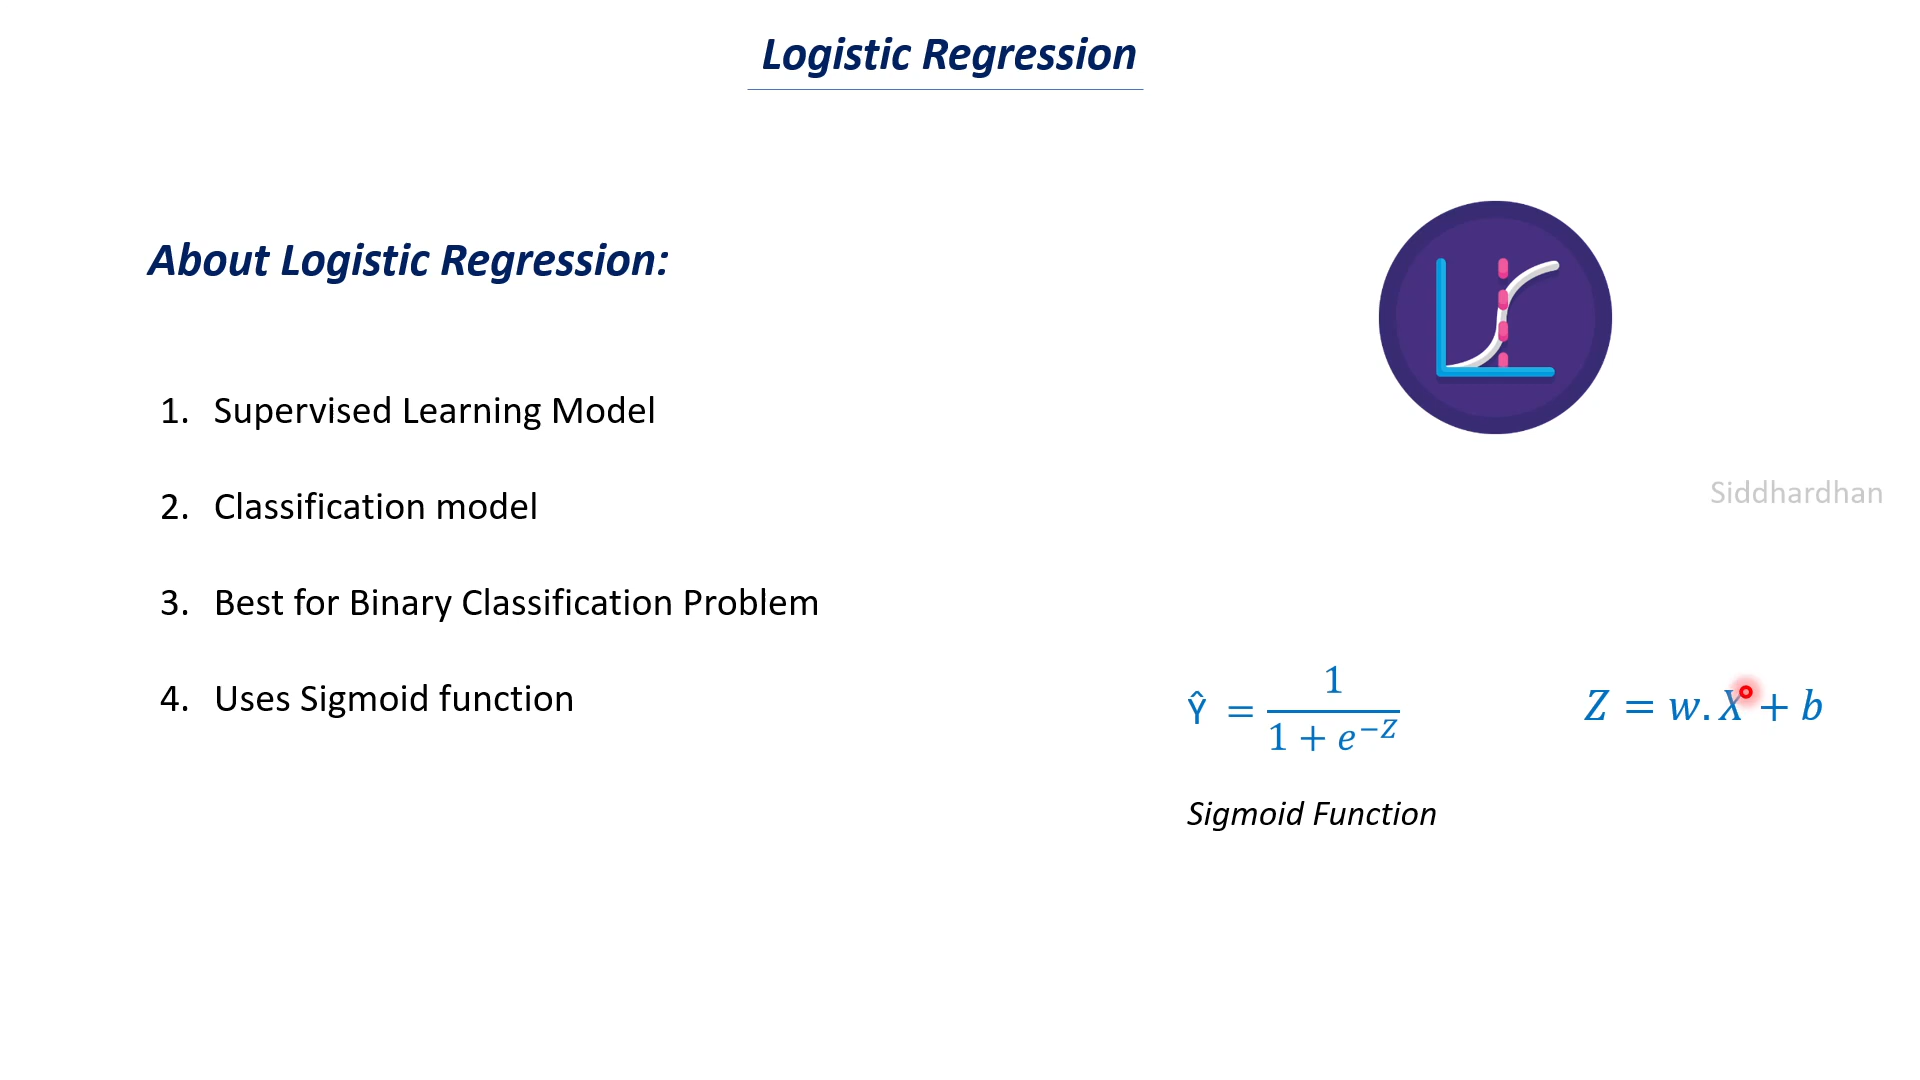 Logistic Regression
About Logistic Regression:
1. Supervised Learning Model
2. Classification model
3. Best for Binary Classification Problem
4. Uses Sigmoid function
Siddhardhan
Ŷ = 1 / 1 + e^−Z
Z = w.X + b
Sigmoid Function